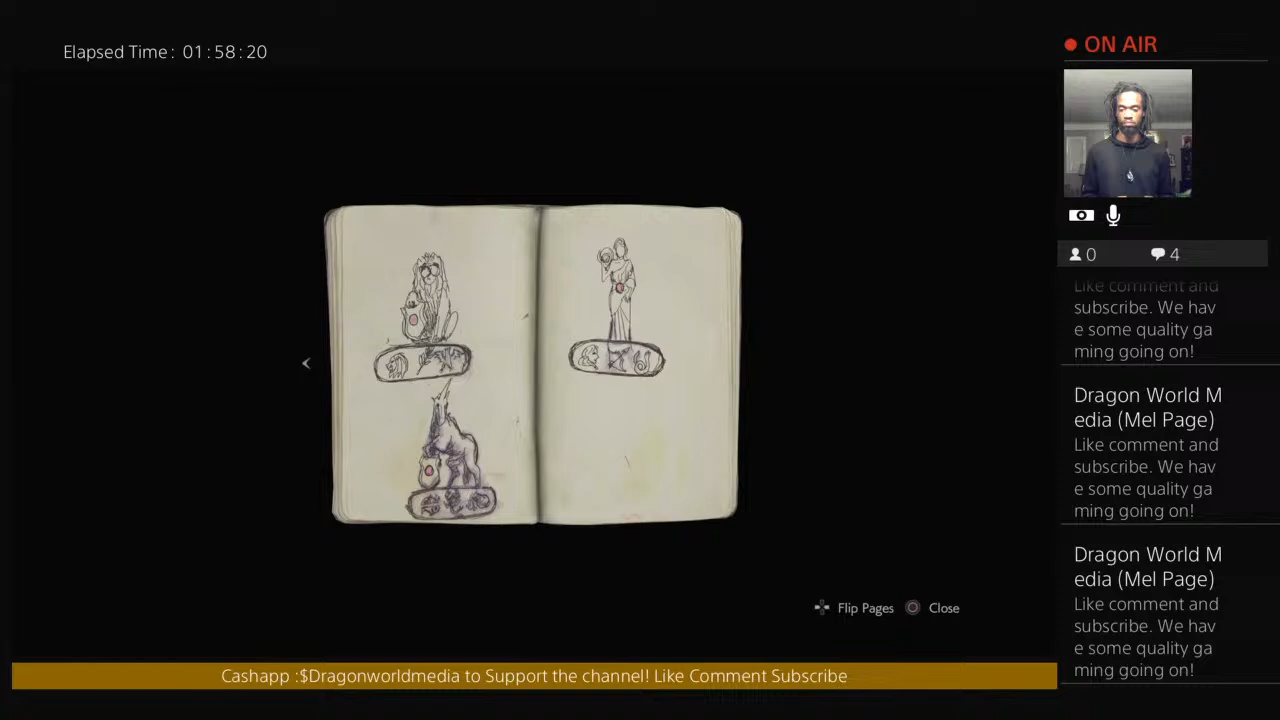 Elapsed Time: 01:58:20
ON AIR
0 4
Like comment and
subscribe. We hav
e some quality ga
ming going on!
Dragon World M
edia (Mel Page)
Like comment and
subscribe. We hav
e some quality ga
ming going on!
Dragon World M
edia (Mel Page)
Like comment and
subscribe. We hav
e some quality ga
ming going on!
Flip Pages Close
Cashapp :$Dragonworldmedia to Support the channel! Like Comment Subscribe